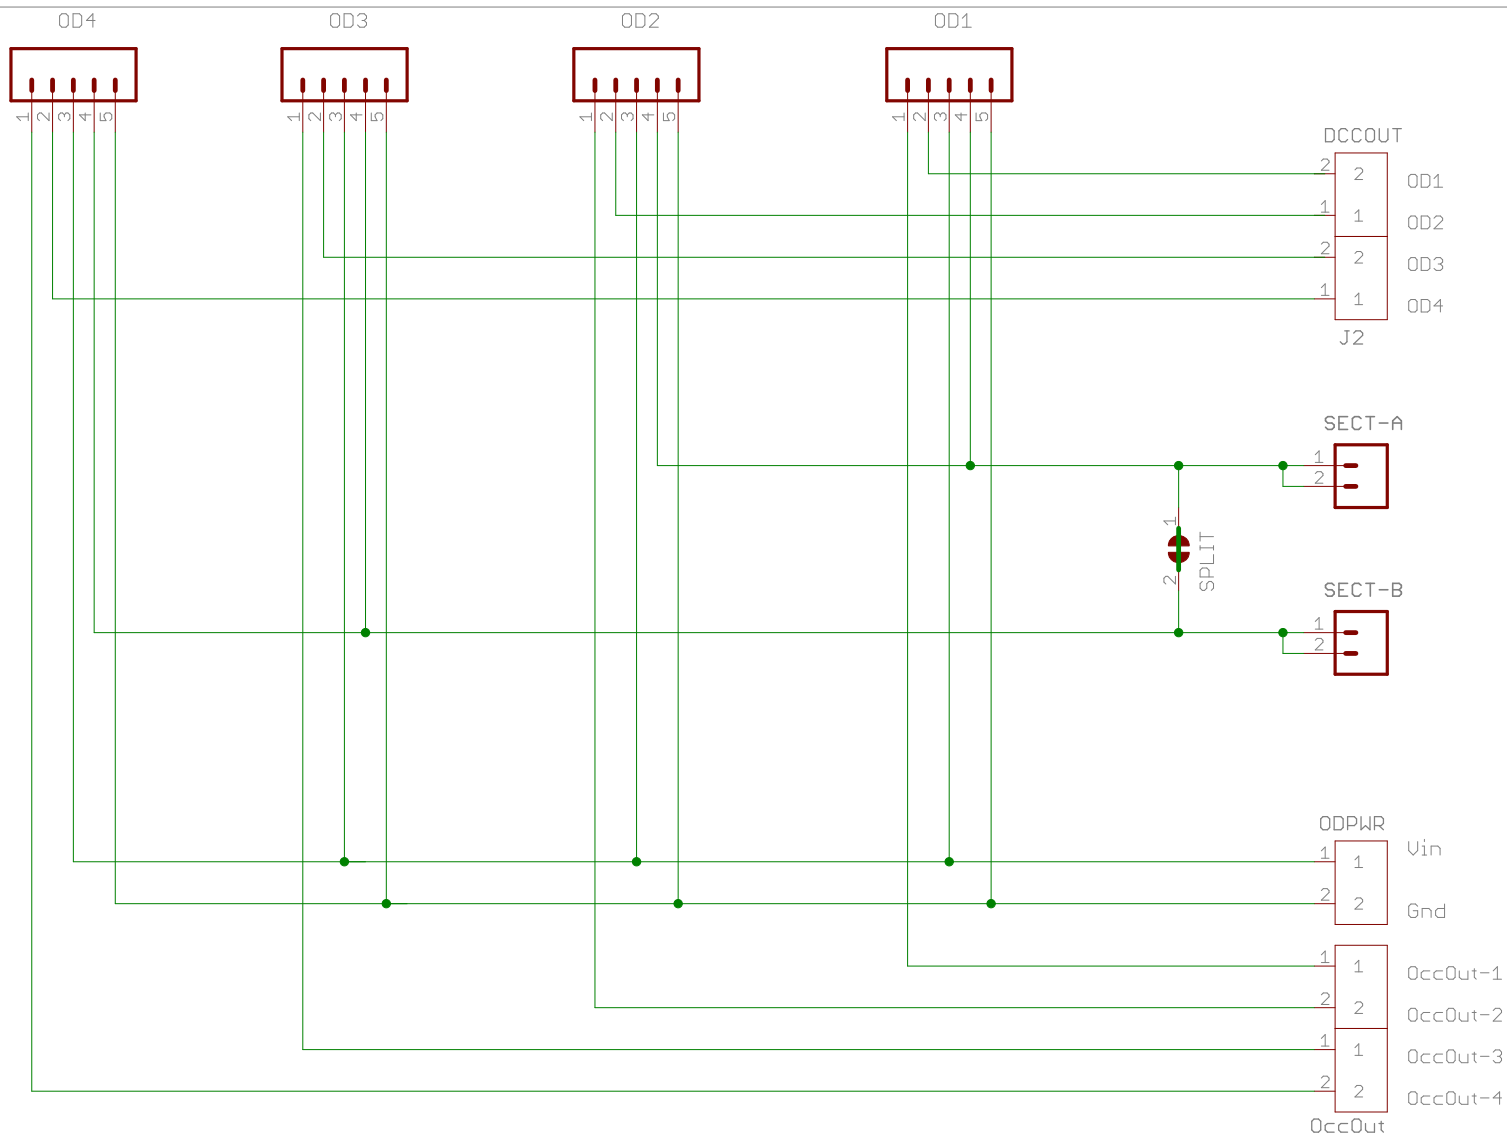 OD4 OD3 OD2 OD1
1 2 3 4 5 1 2 3 4 5 1 2 3 4 5 1 2 3 4 5
DCCOUT
2 2 OD1
1 1 OD2
2 2 OD3
1 1 OD4
J2
SECT-A
1
2
1
SPLIT
2
SECT-B
1
2
ODPWR
1 1 Vin
2 2 Gnd
1 1 OccOut-1
2 2 OccOut-2
1 1 OccOut-3
2 2 OccOut-4
OccOut